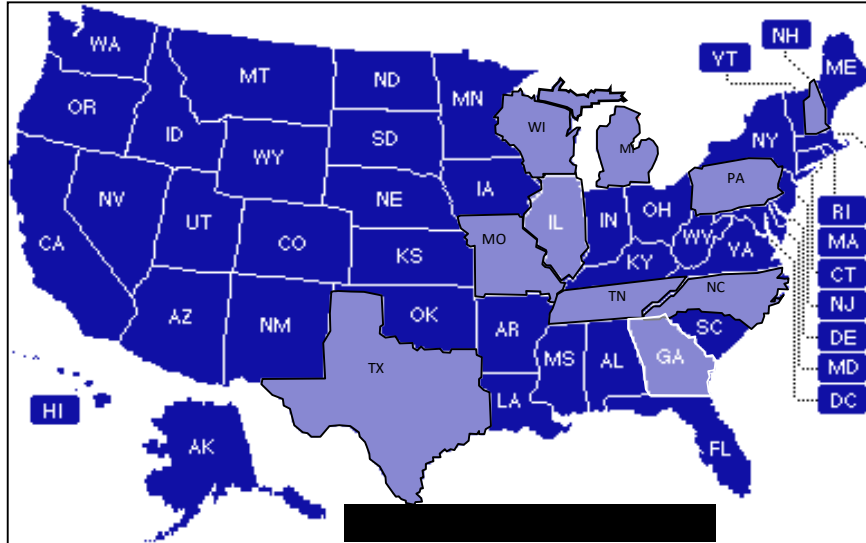 NH
VT
WA
ME
MT
ND
MN
OR
ID
WI
MI
NY
SD
WY
PA
IA
NV
NE
OH
RI
UT
IL
IN
CA
CO
MO
WV
VA
MA
KS
KY
CT
TN
NC
NJ
AZ
NM
OK
AR
SC
DE
MS
AL
GA
TX
MD
HI
LA
DC
AK
FL